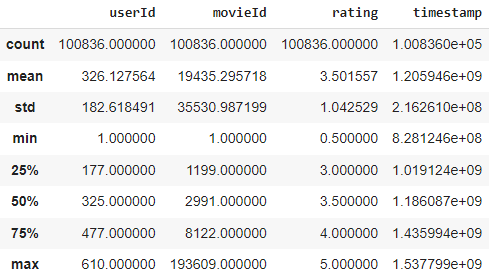 userId movieId rating timestamp
count 100836.000000 100836.000000 100836.000000 1.008360e+05
mean 326.127564 19435.295718 3.501557 1.205946e+09
std 182.618491 35530.987199 1.042529 2.162610e+08
min 1.000000 1.000000 0.500000 8.281246e+08
25% 177.000000 1199.000000 3.000000 1.019124e+09
50% 325.000000 2991.000000 3.500000 1.186087e+09
75% 477.000000 8122.000000 4.000000 1.435994e+09
max 610.000000 193609.000000 5.000000 1.537799e+09